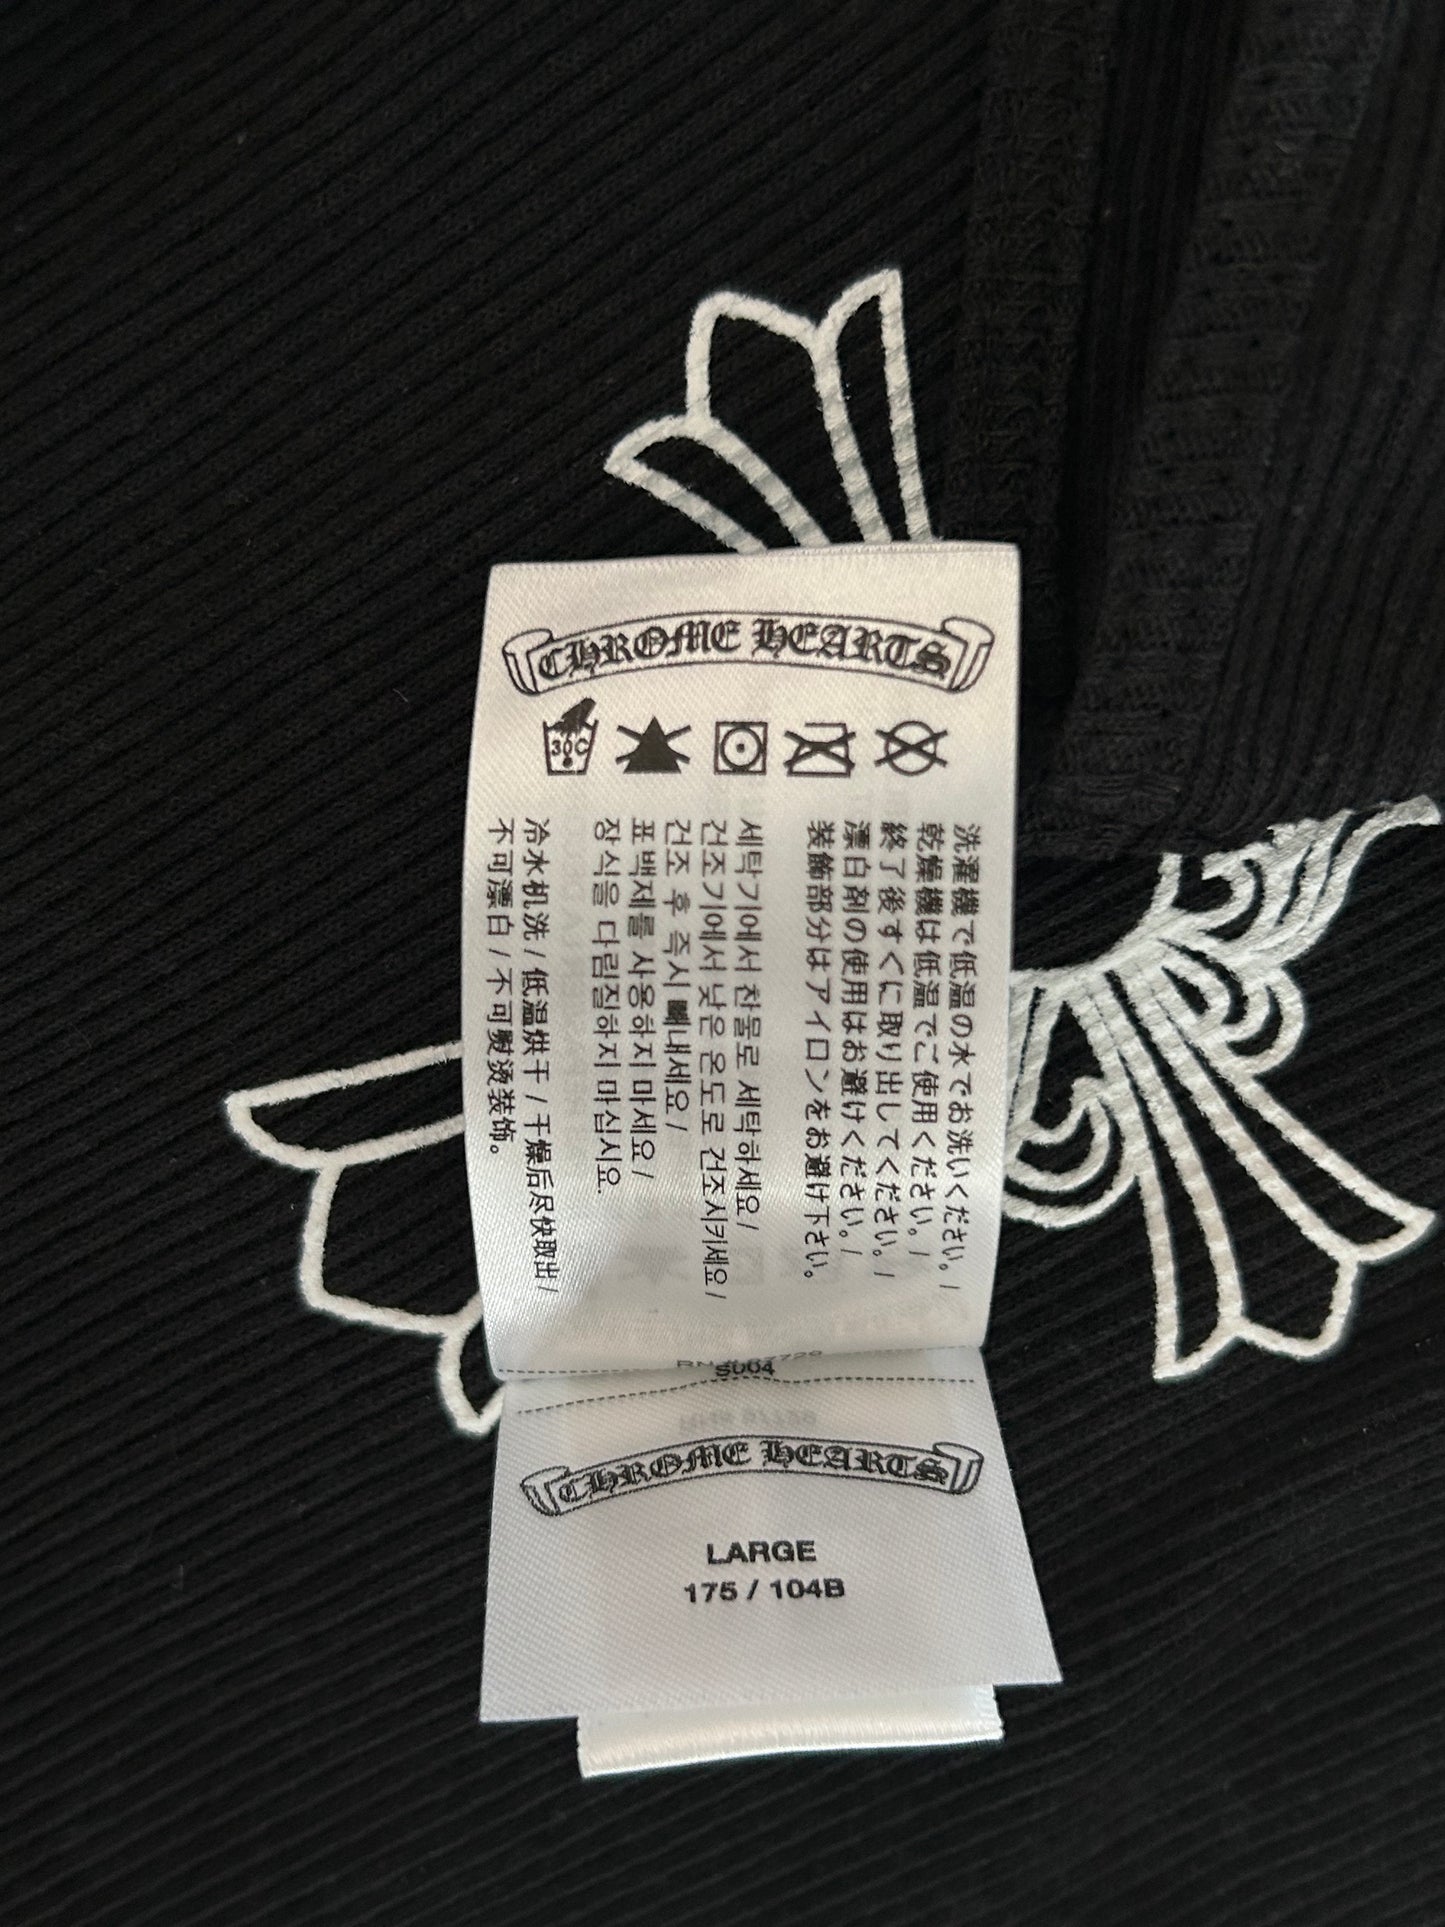 CHROME HEARTS
30C
洗濯機で低温の水でお洗いください。/
乾燥機は低温でご使用ください。/
終了後すぐに取り出してください。/
漂白剤の使用はお避けください。/
装飾部分はアイロンをお避け下さい。
세탁기에서 찬물로 세탁하세요/
건조기에서 낮은 온도로 건조시키세요/
건조 후 즉시 빼내세요/
표백제를 사용하지 마세요/
장식을 다림질하지 마십시요.
冷水机洗/低温烘干/干燥后尽快取出/
不可漂白/不可熨烫装饰。
S004
CHROME HEARTS
LARGE
175 / 104B